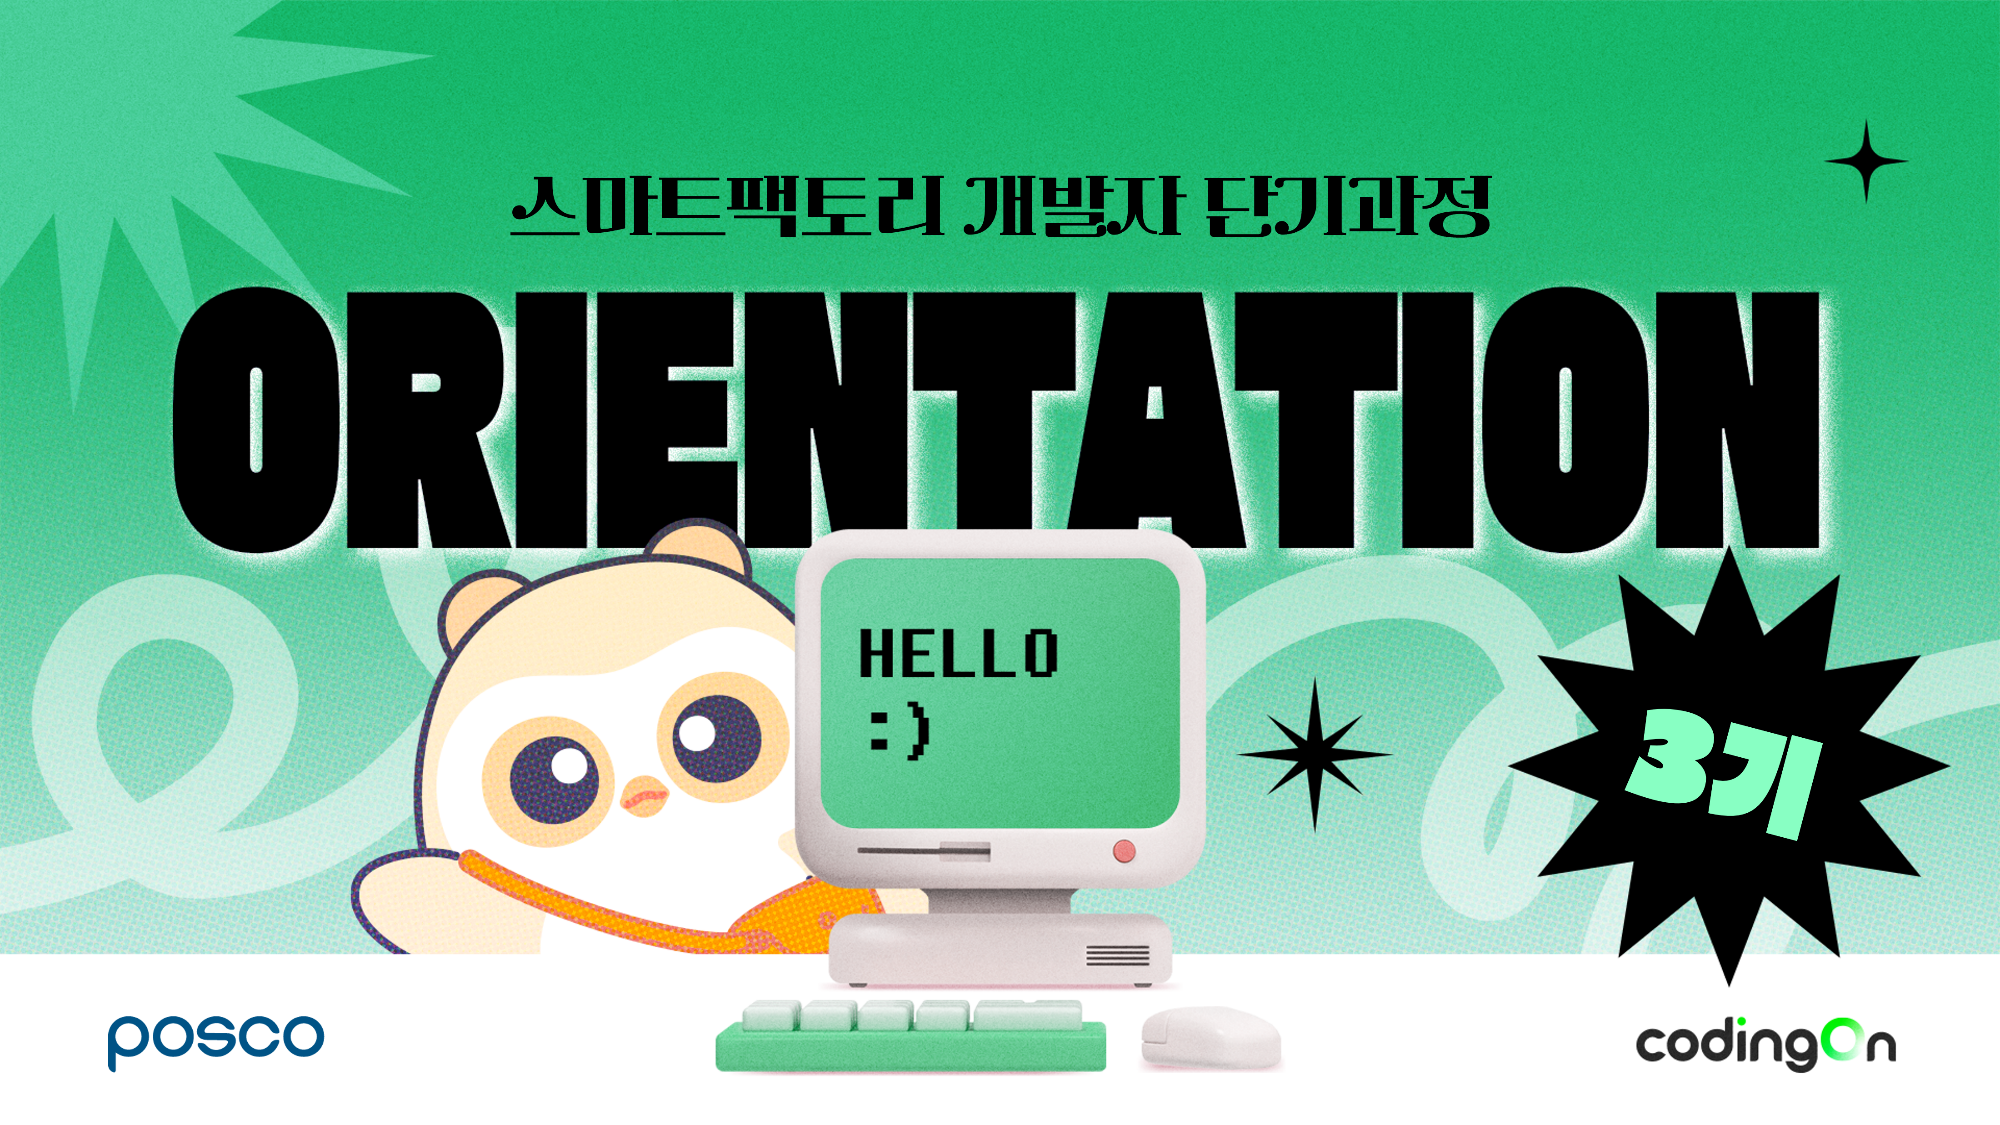 스마트팩토리 개발자 단기과정
ORIENTATION
HELLO
:)
3기
posco
codingOn